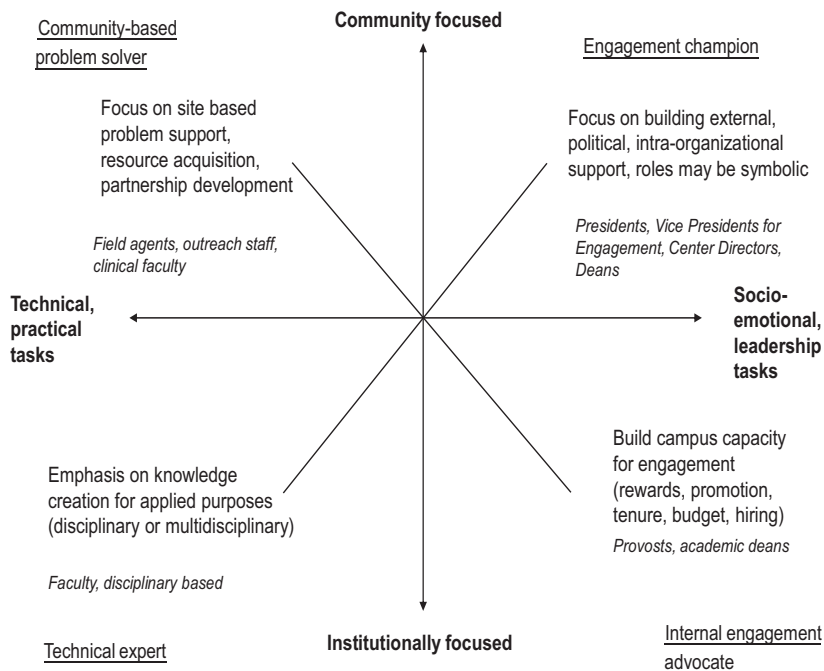 Community-based
problem solver
Community focused
Engagement champion
Focus on site based
problem support,
resource acquisition,
partnership development
Focus on building external,
political, intra-organizational
support, roles may be symbolic
Field agents, outreach staff,
clinical faculty
Presidents, Vice Presidents for
Engagement, Center Directors,
Deans
Technical,
practical
tasks
Socio-
emotional,
leadership
tasks
Emphasis on knowledge
creation for applied purposes
(disciplinary or multidisciplinary)
Build campus capacity
for engagement
(rewards, promotion,
tenure, budget, hiring)
Faculty, disciplinary based
Provosts, academic deans
Technical expert
Institutionally focused
Internal engagement
advocate